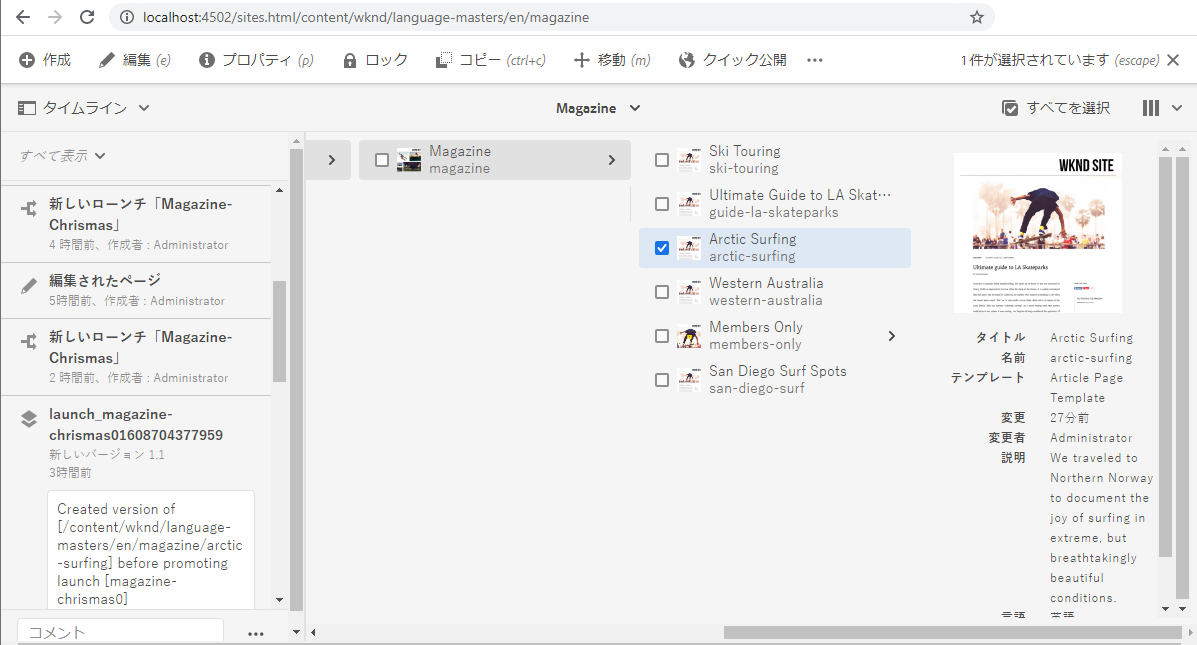 localhost:4502/sites.html/content/wknd/language-masters/en/magazine
作成
編集 (e)
プロパティ (p)
ロック
コピー (ctrl+c)
移動 (m)
クイック公開
1 件が選択されています (escape)
タイムライン
Magazine
すべてを選択
すべて表示
新しいローンチ「Magazine-
Chrismas」
4 時間前、作成者 : Administrator
編集されたページ
5時間前、作成者 : Administrator
新しいローンチ「Magazine-
Chrismas」
2 時間前、作成者 : Administrator
launch_magazine-
chrismas01608704377959
新しいバージョン 1.1
3時間前
Created version of
[/content/wknd/language-
masters/en/magazine/arctic
-surfing] before promoting
launch [magazine-
chrismas0]
コメント
Magazine
magazine
Ski Touring
ski-touring
Ultimate Guide to LA Skat···
guide-la-skateparks
Arctic Surfing
arctic-surfing
Western Australia
western-australia
Members Only
members-only
San Diego Surf Spots
san-diego-surf
WKND SITE
Ultimate guide to LA Skateparks
タイトル Arctic Surfing
名前 arctic-surfing
テンプレート Article Page
Template
変更 27分前
変更者 Administrator
説明 We traveled to
Northern Norway
to document the
joy of surfing in
extreme, but
breathtakingly
beautiful
conditions.
言語 英語